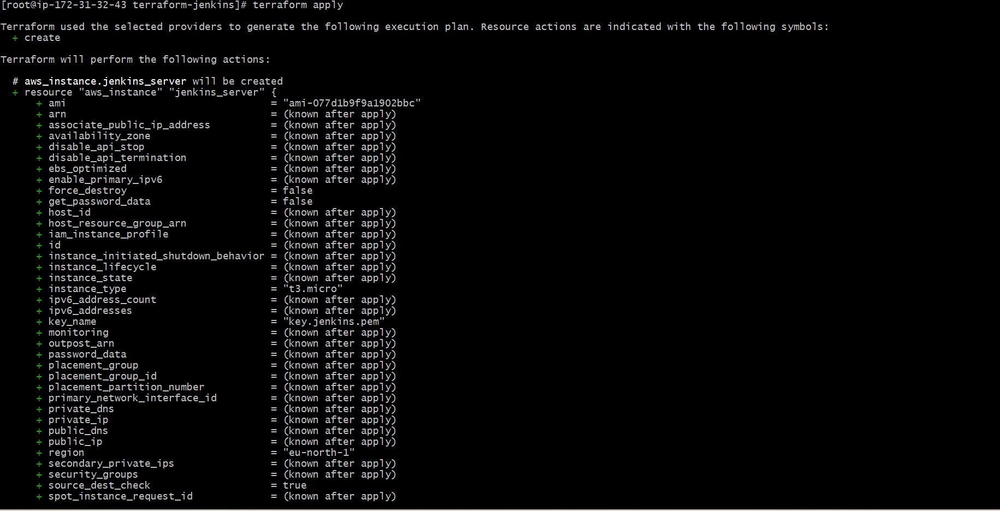 [root@ip-172-31-32-43 terraform-jenkins]# terraform apply
Terraform used the selected providers to generate the following execution plan. Resource actions are indicated with the following symbols:
+ create
Terraform will perform the following actions:
# aws_instance.jenkins_server will be created
+ resource "aws_instance" "jenkins_server" {
+ ami = "ami-077d1b9f9a1902bbc"
+ arn = (known after apply)
+ associate_public_ip_address = (known after apply)
+ availability_zone = (known after apply)
+ disable_api_stop = (known after apply)
+ disable_api_termination = (known after apply)
+ ebs_optimized = (known after apply)
+ enable_primary_ipv6 = (known after apply)
+ force_destroy = false
+ get_password_data = false
+ host_id = (known after apply)
+ host_resource_group_arn = (known after apply)
+ iam_instance_profile = (known after apply)
+ id = (known after apply)
+ instance_initiated_shutdown_behavior = (known after apply)
+ instance_lifecycle = (known after apply)
+ instance_state = (known after apply)
+ instance_type = "t3.micro"
+ ipv6_address_count = (known after apply)
+ ipv6_addresses = (known after apply)
+ key_name = "key.jenkins.pem"
+ monitoring = (known after apply)
+ outpost_arn = (known after apply)
+ password_data = (known after apply)
+ placement_group = (known after apply)
+ placement_group_id = (known after apply)
+ placement_partition_number = (known after apply)
+ primary_network_interface_id = (known after apply)
+ private_dns = (known after apply)
+ private_ip = (known after apply)
+ public_dns = (known after apply)
+ public_ip = (known after apply)
+ region = "eu-north-1"
+ secondary_private_ips = (known after apply)
+ security_groups = (known after apply)
+ source_dest_check = true
+ spot_instance_request_id = (known after apply)